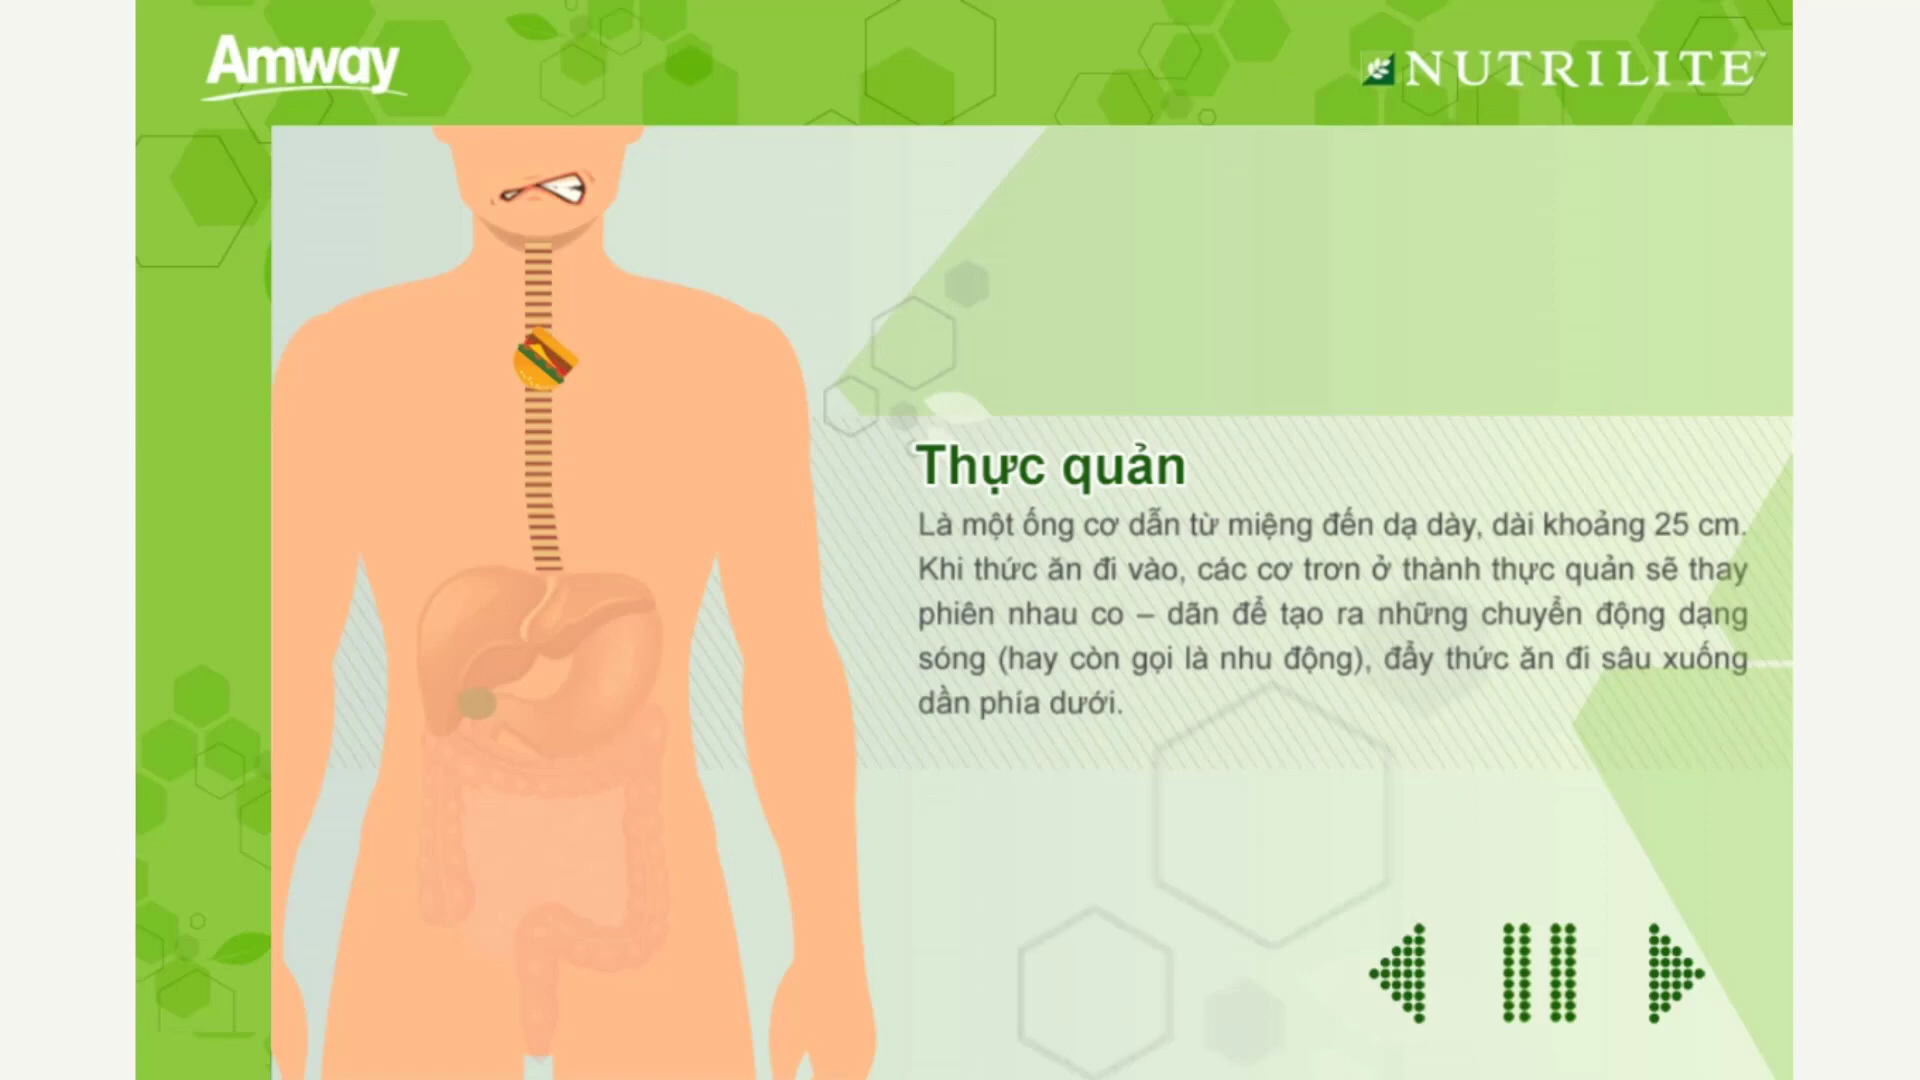 Amway
NUTRILITE™
Thực quản
Là một ống cơ dẫn từ miệng đến dạ dày, dài khoảng 25 cm.
Khi thức ăn đi vào, các cơ trơn ở thành thực quản sẽ thay
phiên nhau co – dãn để tạo ra những chuyển động dạng
sóng (hay còn gọi là nhu động), đẩy thức ăn đi sâu xuống
dần phía dưới.